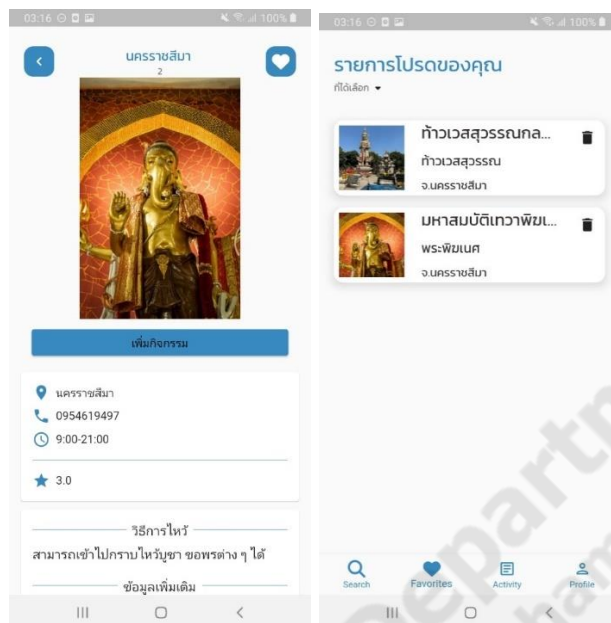 03:16
100%
นครราชสีมา
2
เพิ่มกิจกรรม
นครราชสีมา
0954619497
9:00-21:00
3.0
วิธีการไหว้
สามารถเข้าไปกราบไหว้บูชา ขอพรต่าง ๆ ได้
ข้อมูลเพิ่มเติม
03:16
100%
รายการโปรดของคุณ
ที่ได้เลือก
ท้าวเวสสุวรรณกล...
ท้าวเวสสุวรรณ
จ.นครราชสีมา
มหาสมบัติเทวาพิฆเ...
พระพิฆเนศ
จ.นครราชสีมา
Search
Favorites
Activity
Profile